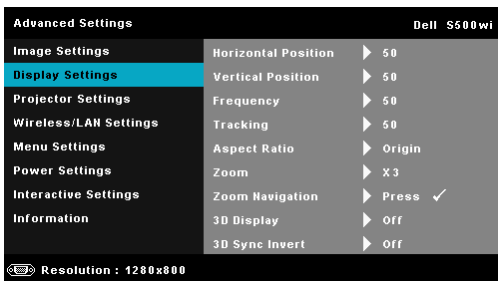 Advanced Settings Dell S500wi
Image Settings
Display Settings
Projector Settings
Wireless/LAN Settings
Menu Settings
Power Settings
Interactive Settings
Information
Horizontal Position 50
Vertical Position 50
Frequency 50
Tracking 50
Aspect Ratio Origin
Zoom X3
Zoom Navigation Press ✓
3D Display Off
3D Sync Invert Off
Resolution : 1280x800